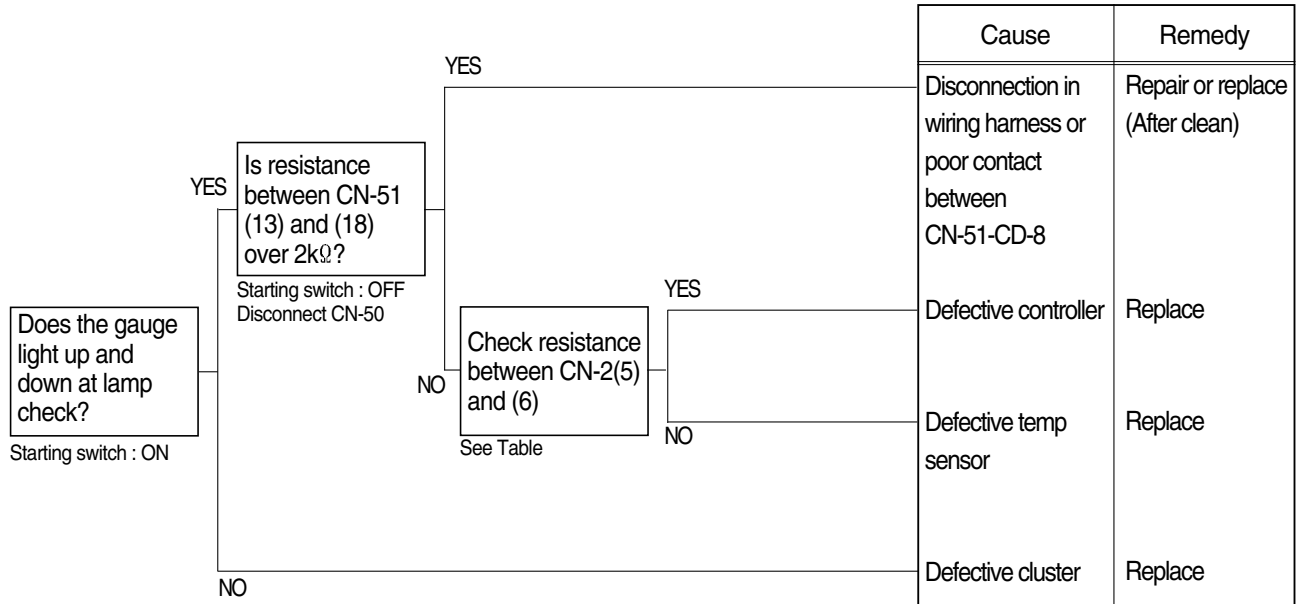 Cause
Remedy
YES
Disconnection in
wiring harness or
poor contact
between
CN-51-CD-8
Repair or replace
(After clean)
YES
Is resistance
between CN-51
(13) and (18)
over 2kΩ?
Starting switch : OFF
Disconnect CN-50
YES
Defective controller
Replace
Does the gauge
light up and
down at lamp
check?
Starting switch : ON
NO
Check resistance
between CN-2(5)
and (6)
See Table
NO
Defective temp
sensor
Replace
NO
Defective cluster
Replace